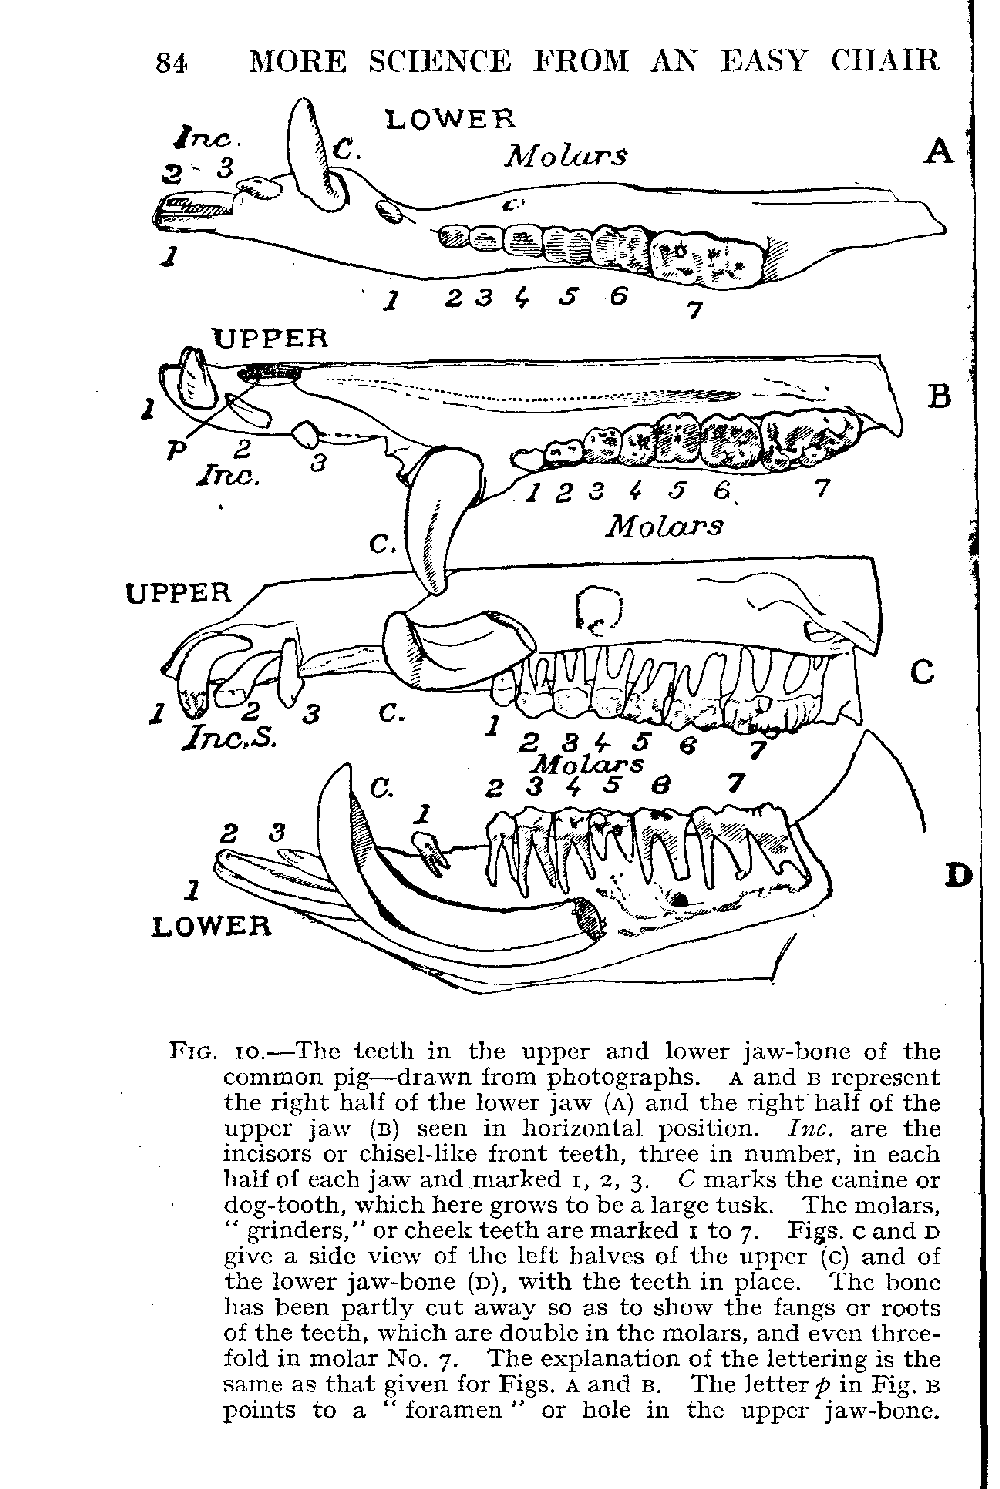 84 MORE SCIENCE FROM AN EASY CHAIR
LOWER
Inc.
C.
Molars
A
2 3
1
1 2 3 4 5 6 7
UPPER
B
1
p
2
3
Inc.
1 2 3 4 5 6 7
Molars
C.
UPPER
C
1 2 3 C. 1
Inc.S.
2 3 4 5 6 7
Molars
C. 2 3 4 5 6 7
1
2 3
1
D
LOWER
FIG. 10.—The teeth in the upper and lower jaw-bone of the
common pig—drawn from photographs. A and B represent
the right half of the lower jaw (A) and the right half of the
upper jaw (B) seen in horizontal position. Inc. are the
incisors or chisel-like front teeth, three in number, in each
half of each jaw and marked 1, 2, 3. C marks the canine or
dog-tooth, which here grows to be a large tusk. The molars,
“ grinders,” or cheek teeth are marked 1 to 7. Figs. C and D
give a side view of the left halves of the upper (C) and of
the lower jaw-bone (D), with the teeth in place. The bone
has been partly cut away so as to show the fangs or roots
of the teeth, which are double in the molars, and even three-
fold in molar No. 7. The explanation of the lettering is the
same as that given for Figs. A and B. The letter p in Fig. B
points to a “ foramen ” or hole in the upper jaw-bone.